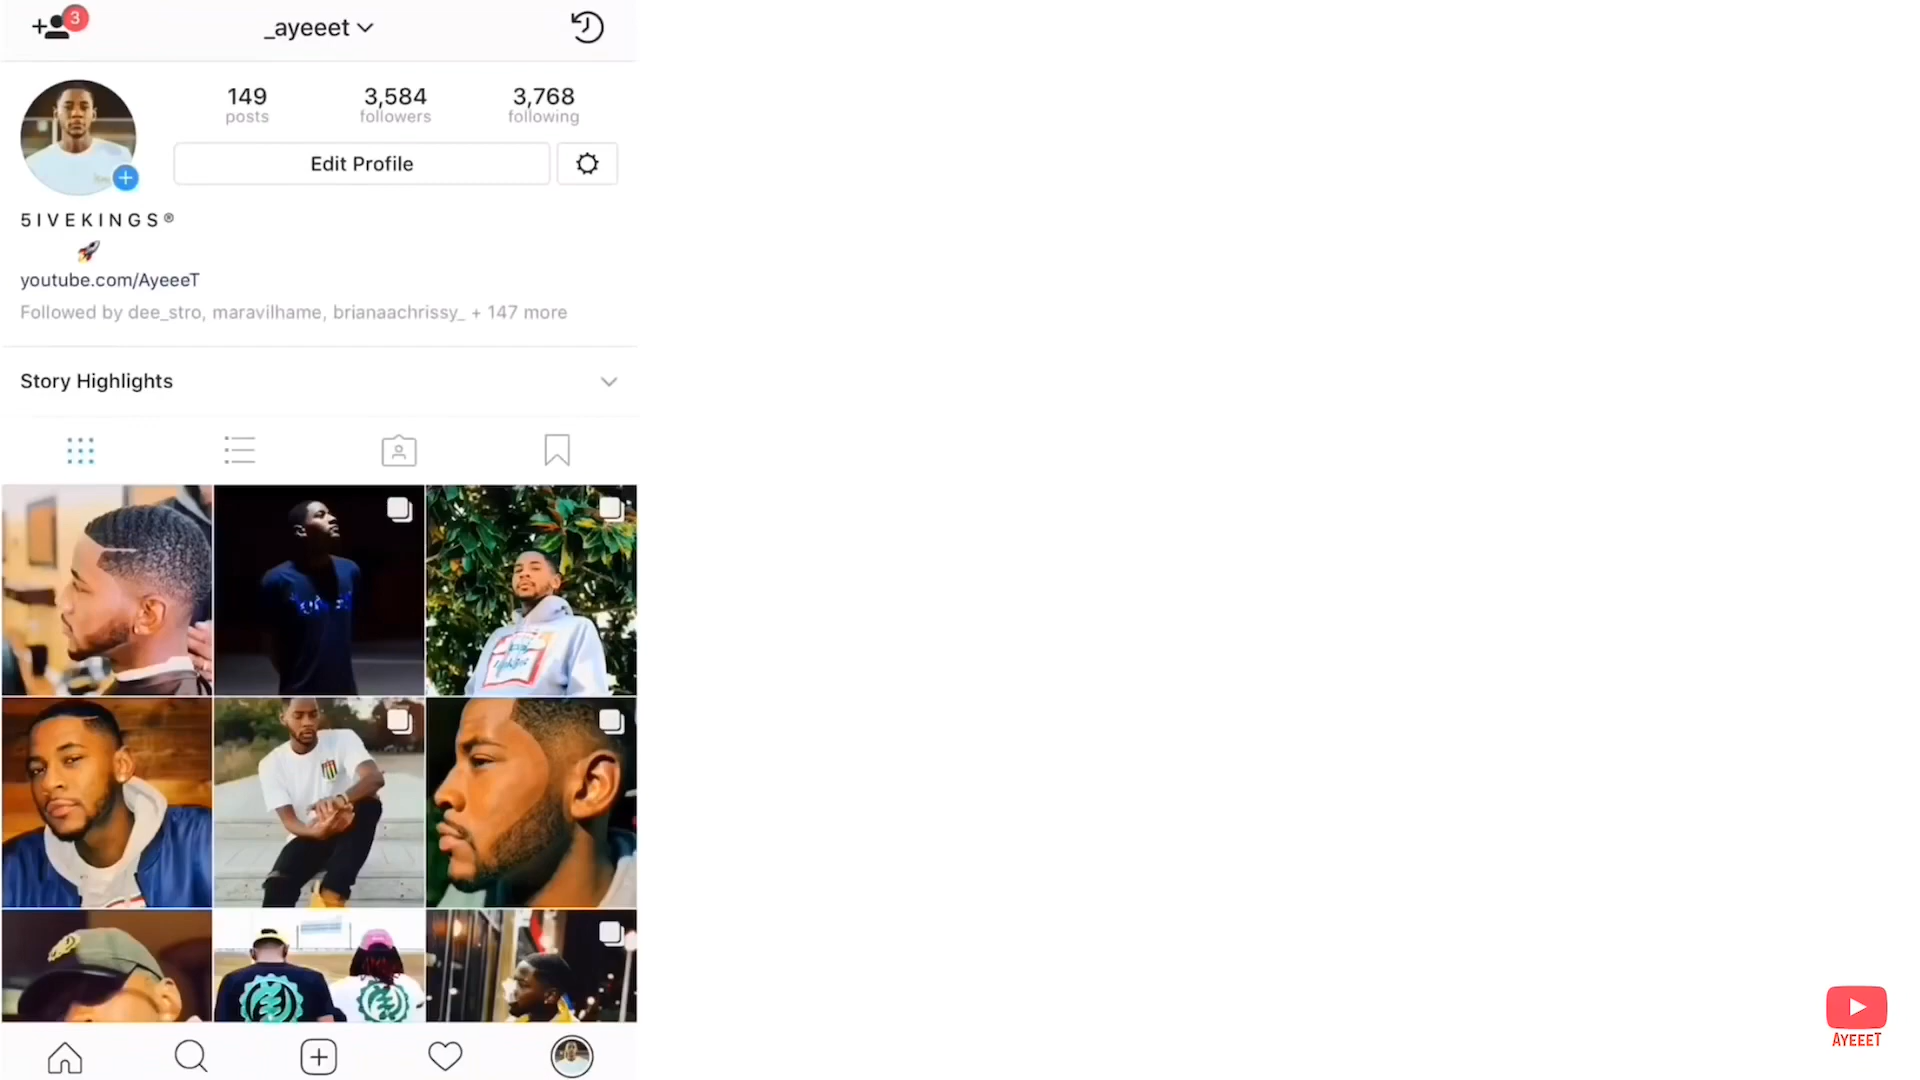 3
_ayeeet
149
3,584
3,768
posts
followers
following
Edit Profile
5IVEKINGS®
youtube.com/AyeeeT
Followed by dee_stro, maravilhame, brianaachrissy_ + 147 more
Story Highlights
AYEEET